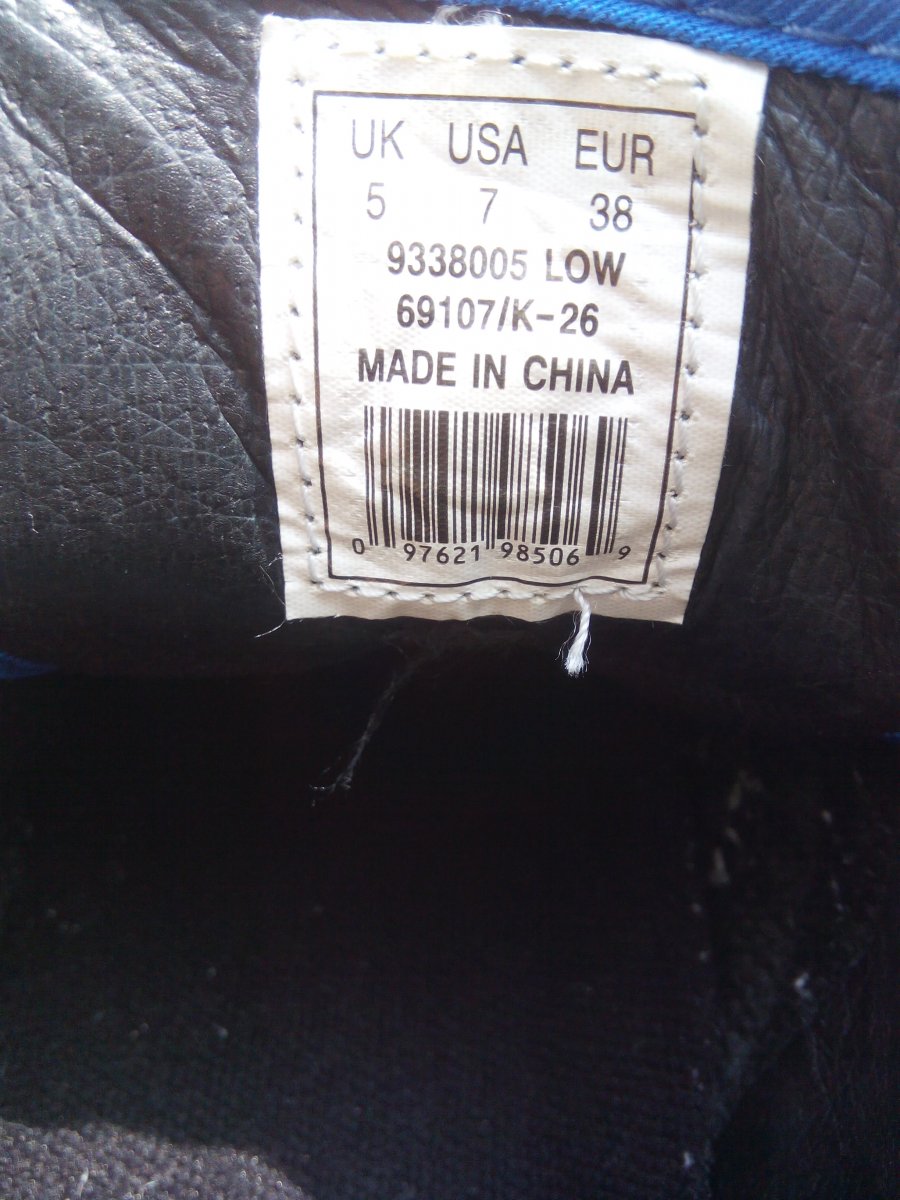 UK USA EUR
5 7 38
9338005 LOW
69107/K-26
MADE IN CHINA
0 97621 98506 9